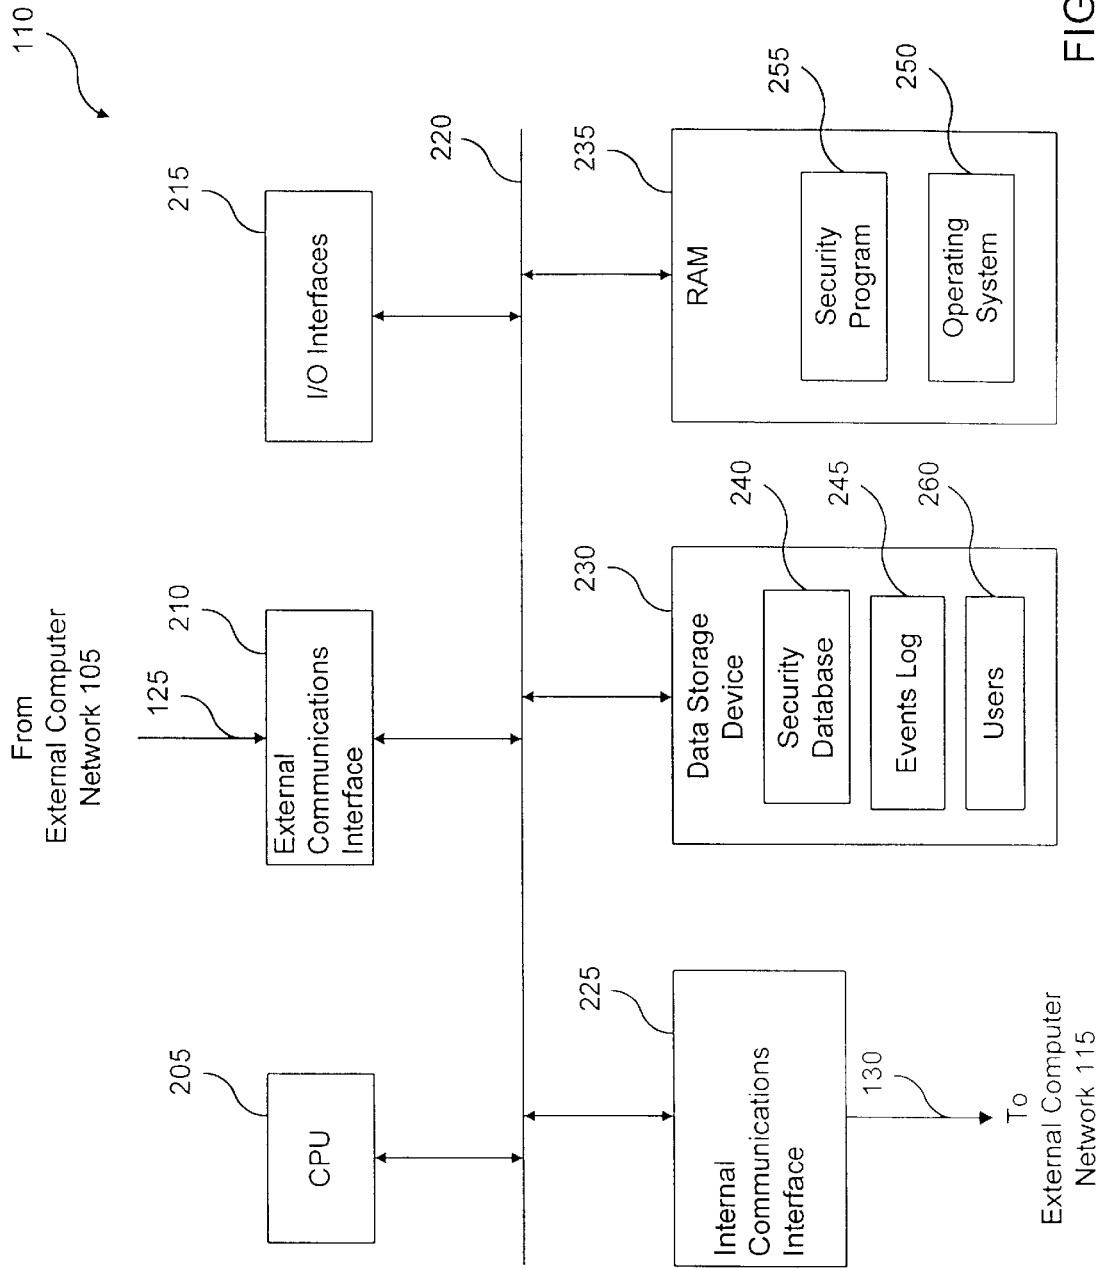 110
From
External Computer
Network 105
125
205
210
215
CPU
External
Communications
Interface
I/O Interfaces
220
225
230
235
Internal
Communications
Interface
Data Storage
Device
RAM
240
Security
Database
255
Security
Program
245
Events Log
250
Operating
System
260
Users
130
To
External Computer
Network 115
FIG